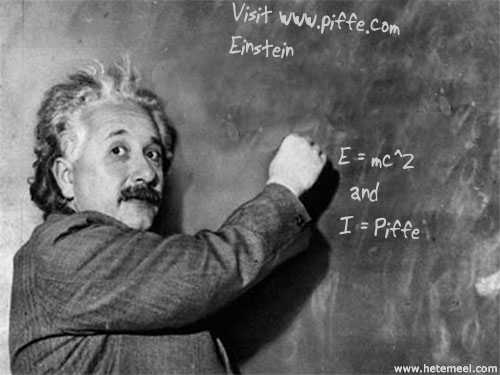 Visit www.piffe.com
Einstein
E = mc^2
and
I = Piffe
www.hetemeel.com